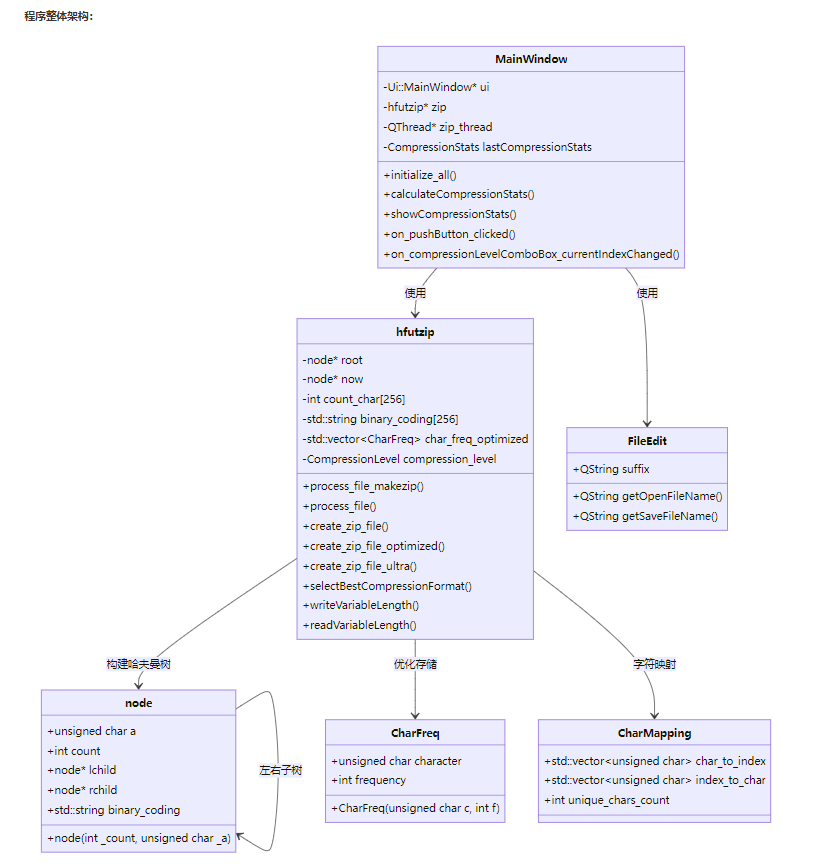 程序整体架构：
MainWindow
-Ui::MainWindow* ui
-hfutzip* zip
-QThread* zip_thread
-CompressionStats lastCompressionStats
+initialize_all()
+calculateCompressionStats()
+showCompressionStats()
+on_pushButton_clicked()
+on_compressionLevelComboBox_currentIndexChanged()
使用
使用
hfutzip
-node* root
-node* now
-int count_char[256]
-std::string binary_coding[256]
-std::vector<CharFreq> char_freq_optimized
-CompressionLevel compression_level
+process_file_makezip()
+process_file()
+create_zip_file()
+create_zip_file_optimized()
+create_zip_file_ultra()
+selectBestCompressionFormat()
+writeVariableLength()
+readVariableLength()
FileEdit
+QString suffix
+QString getOpenFileName()
+QString getSaveFileName()
构建哈夫曼树
优化存储
字符映射
node
+unsigned char a
+int count
+node* lchild
+node* rchild
+std::string binary_coding
+node(int _count, unsigned char _a)
左右子树
CharFreq
+unsigned char character
+int frequency
+CharFreq(unsigned char c, int f)
CharMapping
+std::vector<unsigned char> char_to_index
+std::vector<unsigned char> index_to_char
+int unique_chars_count